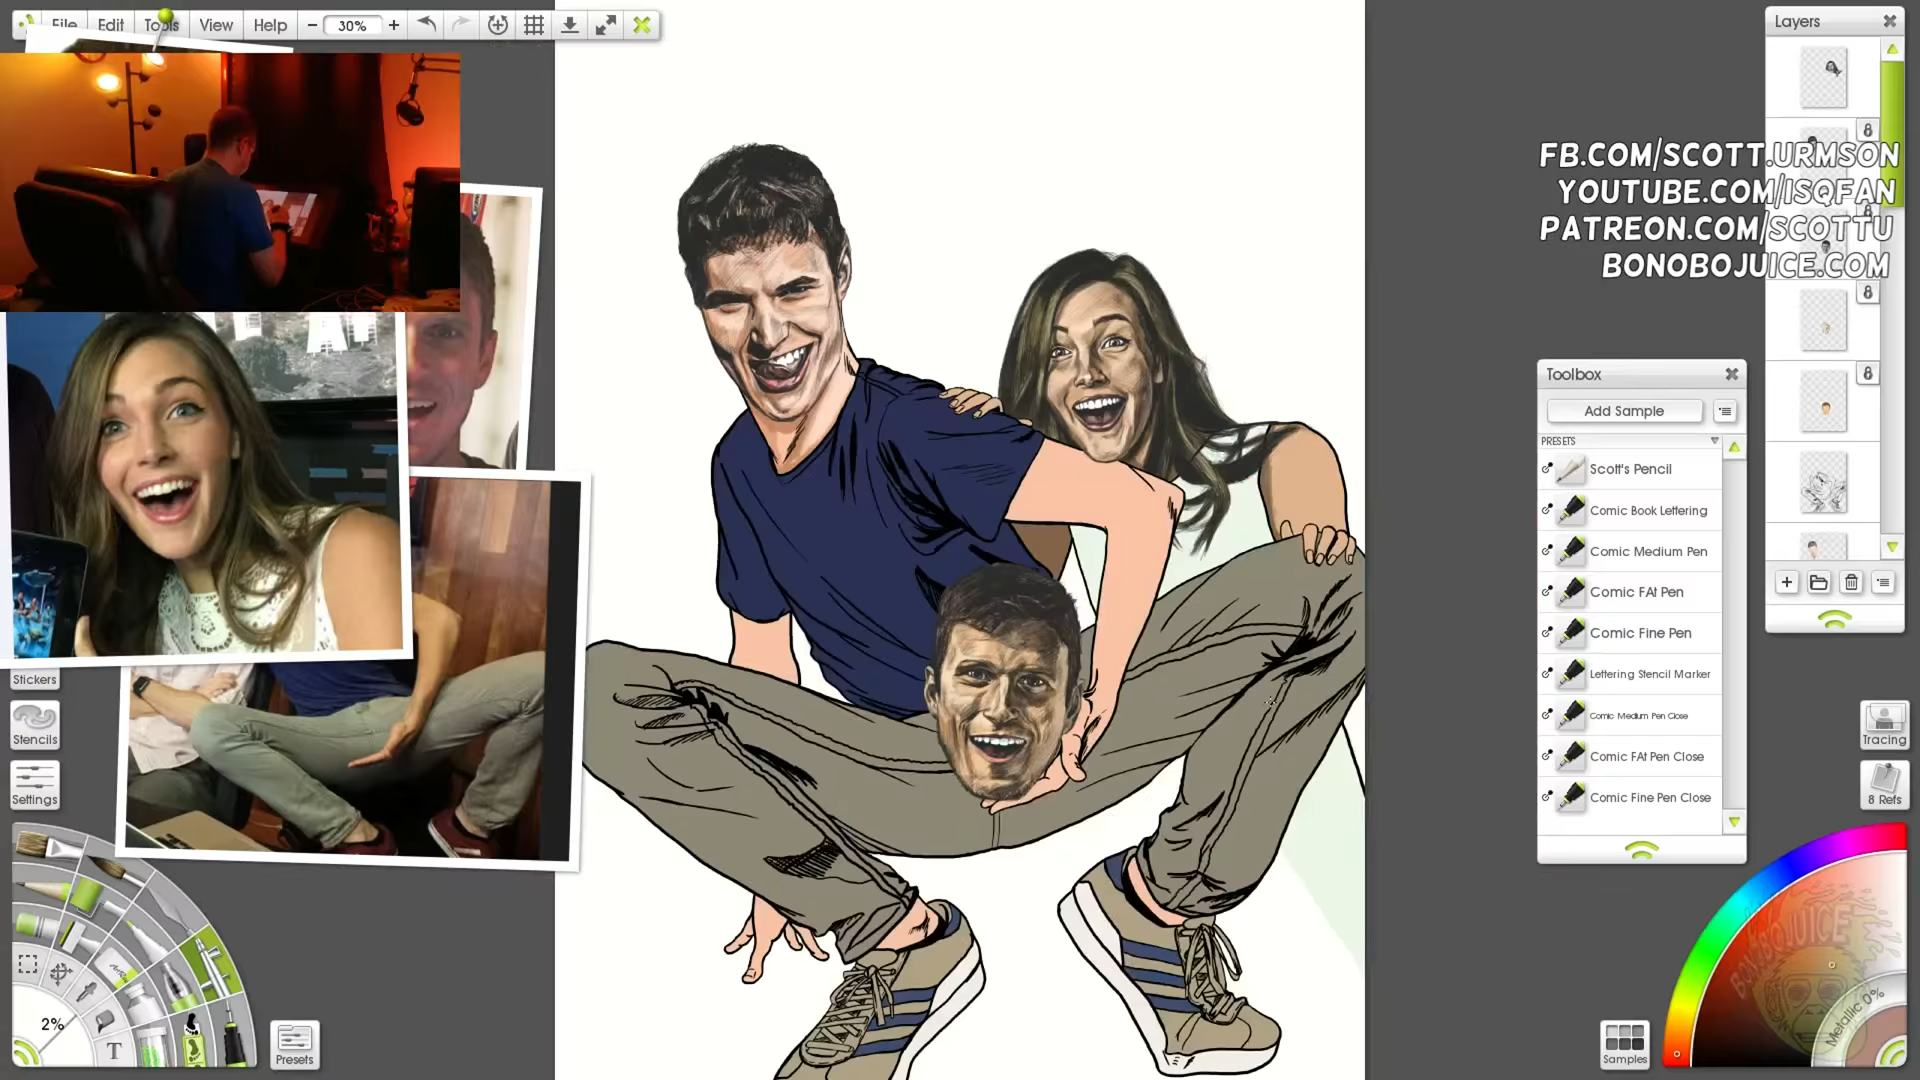 File Edit Tools View Help − 30% +
Layers
FB.COM/SCOTT.URMSON
YOUTUBE.COM/ISQFAN
PATREON.COM/SCOTTU
BONOBOJUICE.COM
Toolbox
Add Sample
PRESETS
Scott's Pencil
Comic Book Lettering
Comic Medium Pen
Comic FAt Pen
Comic Fine Pen
Lettering Stencil Marker
Comic Medium Pen Close
Comic FAt Pen Close
Comic Fine Pen Close
Stickers
Stencils
Settings
Tracing
8 Refs
2%
T
Presets
Samples
BONOBOJUICE
Metallic 0%